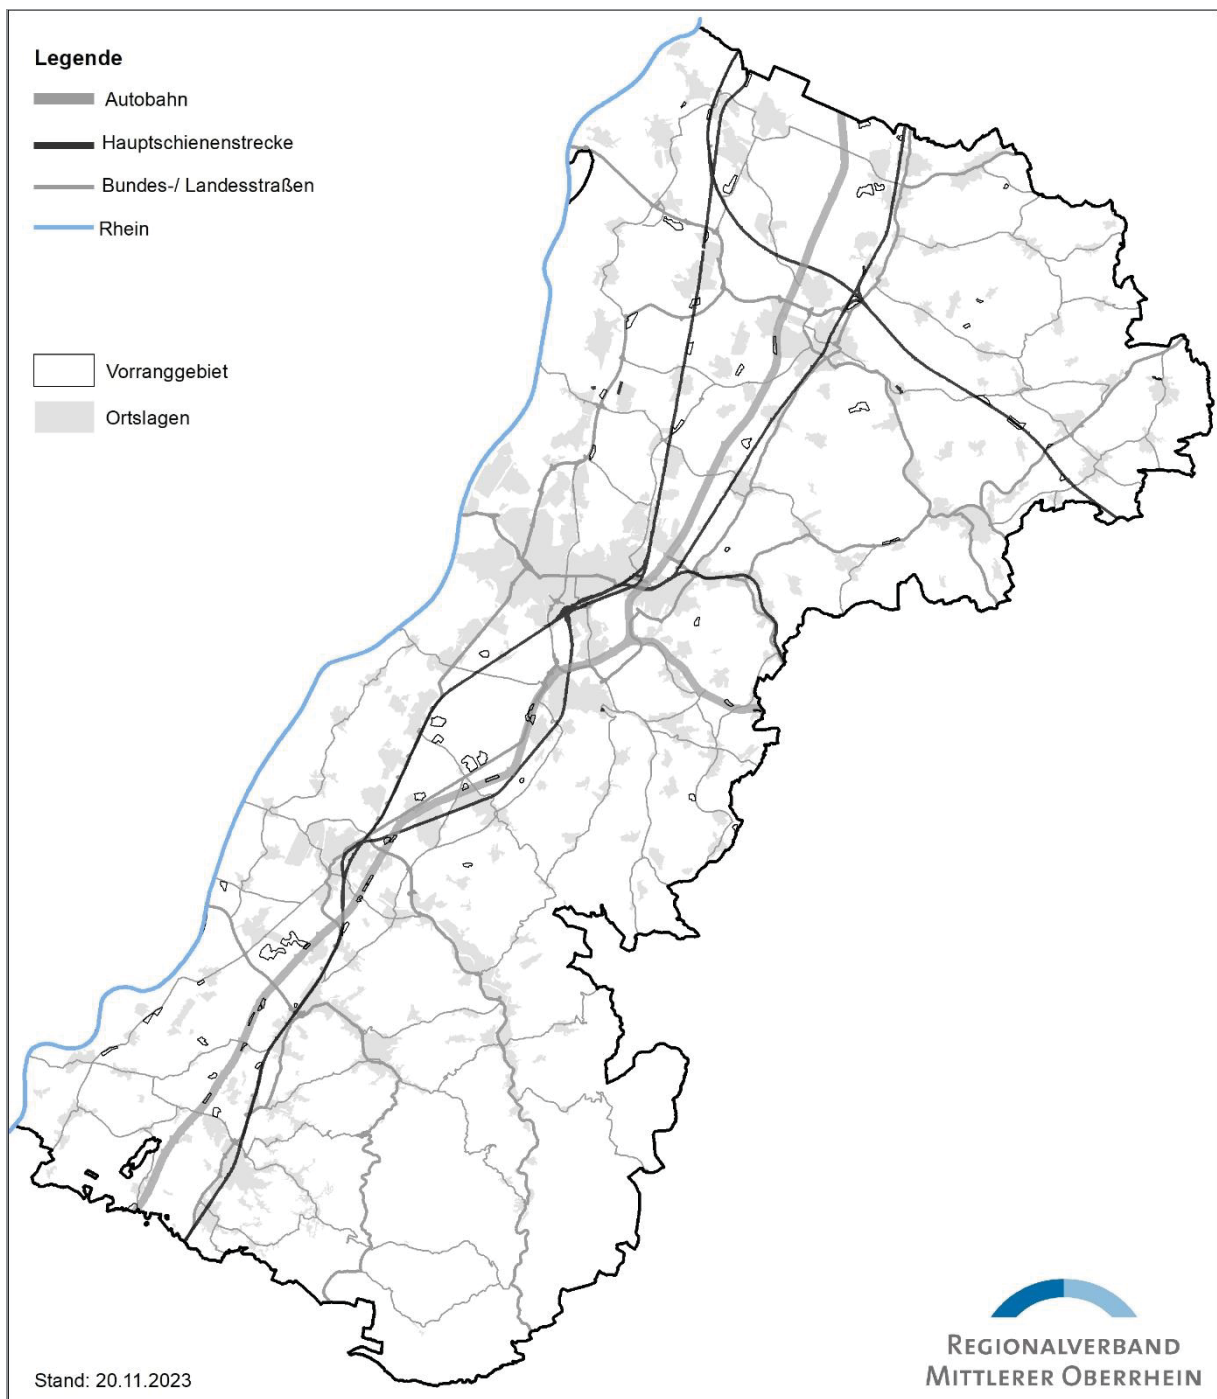 Legende
Autobahn
Hauptschienenstrecke
Bundes-/ Landesstraßen
Rhein
Vorranggebiet
Ortslagen
Stand: 20.11.2023
REGIONALVERBAND
MITTLERER OBERRHEIN